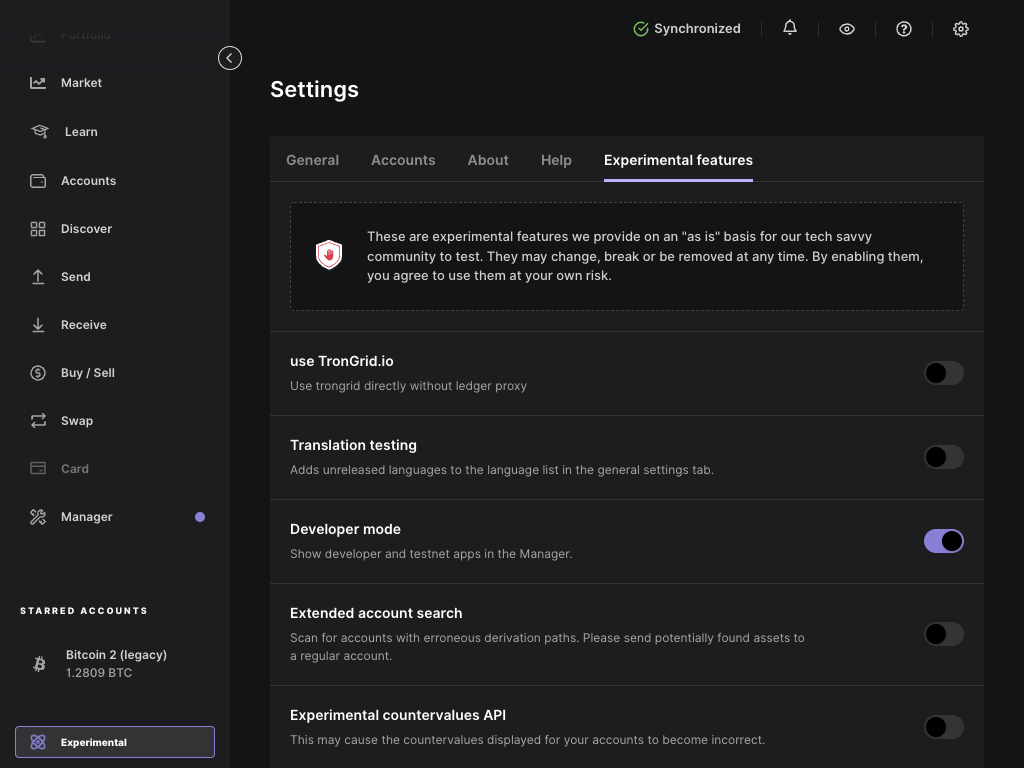 Portfolio
Market
Learn
Accounts
Discover
Send
Receive
Buy / Sell
Swap
Card
Manager
STARRED ACCOUNTS
Bitcoin 2 (legacy)
1.2809 BTC
Experimental
Synchronized
Settings
General
Accounts
About
Help
Experimental features
These are experimental features we provide on an "as is" basis for our tech savvy
community to test. They may change, break or be removed at any time. By enabling them,
you agree to use them at your own risk.
use TronGrid.io
Use trongrid directly without ledger proxy
Translation testing
Adds unreleased languages to the language list in the general settings tab.
Developer mode
Show developer and testnet apps in the Manager.
Extended account search
Scan for accounts with erroneous derivation paths. Please send potentially found assets to
a regular account.
Experimental countervalues API
This may cause the countervalues displayed for your accounts to become incorrect.